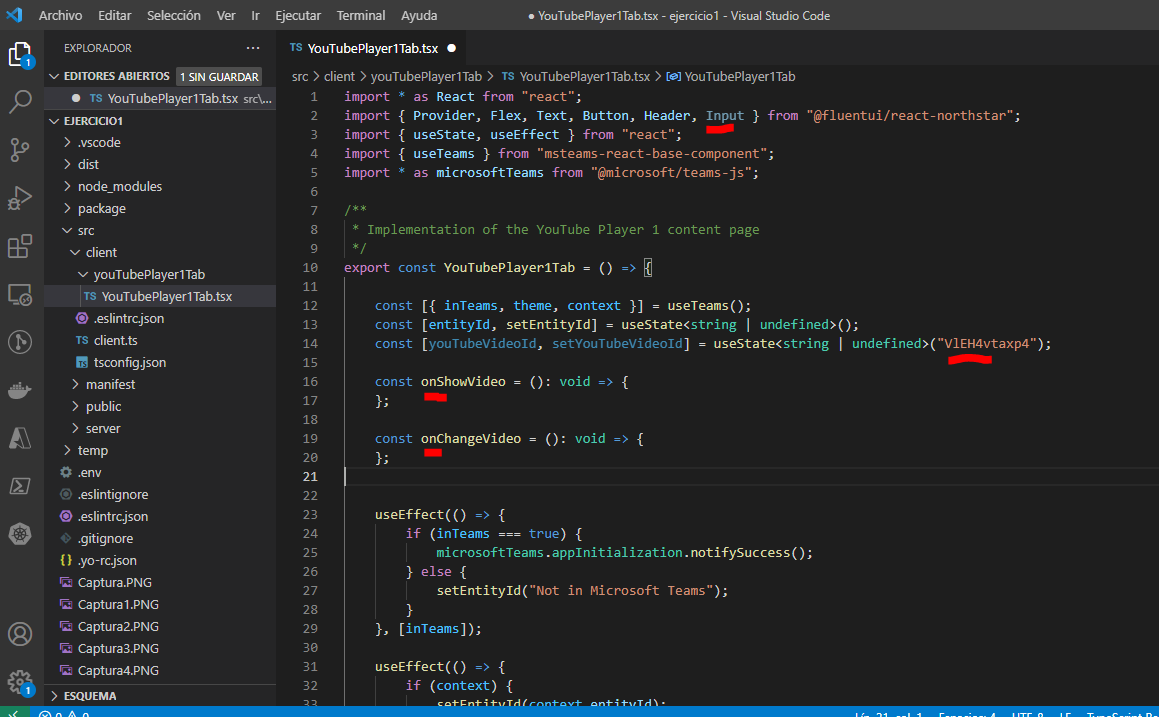 Archivo Editar Selección Ver Ir Ejecutar Terminal Ayuda ● YouTubePlayer1Tab.tsx - ejercicio1 - Visual Studio Code
EXPLORADOR ···
EDITORES ABIERTOS 1 SIN GUARDAR
● TS YouTubePlayer1Tab.tsx src\...
EJERCICIO1
.vscode
dist
node_modules
package
src
client
youTubePlayer1Tab
TS YouTubePlayer1Tab.tsx
.eslintrc.json
TS client.ts
TS tsconfig.json
manifest
public
server
temp
.env
.eslintignore
.eslintrc.json
.gitignore
{} .yo-rc.json
Captura.PNG
Captura1.PNG
Captura2.PNG
Captura3.PNG
Captura4.PNG
ESQUEMA
1
1
TS YouTubePlayer1Tab.tsx ●
src > client > youTubePlayer1Tab > TS YouTubePlayer1Tab.tsx > YouTubePlayer1Tab
1 import * as React from "react";
2 import { Provider, Flex, Text, Button, Header, Input } from "@fluentui/react-northstar";
3 import { useState, useEffect } from "react";
4 import { useTeams } from "msteams-react-base-component";
5 import * as microsoftTeams from "@microsoft/teams-js";
6
7 /**
8 * Implementation of the YouTube Player 1 content page
9 */
10 export const YouTubePlayer1Tab = () => {
11
12 const [{ inTeams, theme, context }] = useTeams();
13 const [entityId, setEntityId] = useState<string | undefined>();
14 const [youTubeVideoId, setYouTubeVideoId] = useState<string | undefined>("VlEH4vtaxp4");
15
16 const onShowVideo = (): void => {
17 };
18
19 const onChangeVideo = (): void => {
20 };
21
22
23 useEffect(() => {
24 if (inTeams === true) {
25 microsoftTeams.appInitialization.notifySuccess();
26 } else {
27 setEntityId("Not in Microsoft Teams");
28 }
29 }, [inTeams]);
30
31 useEffect(() => {
32 if (context) {
33 setEntityId(context.entityId);
0 0 Ln. 21, col. 1 Espacios: 4 UTF-8 LF TypeScript